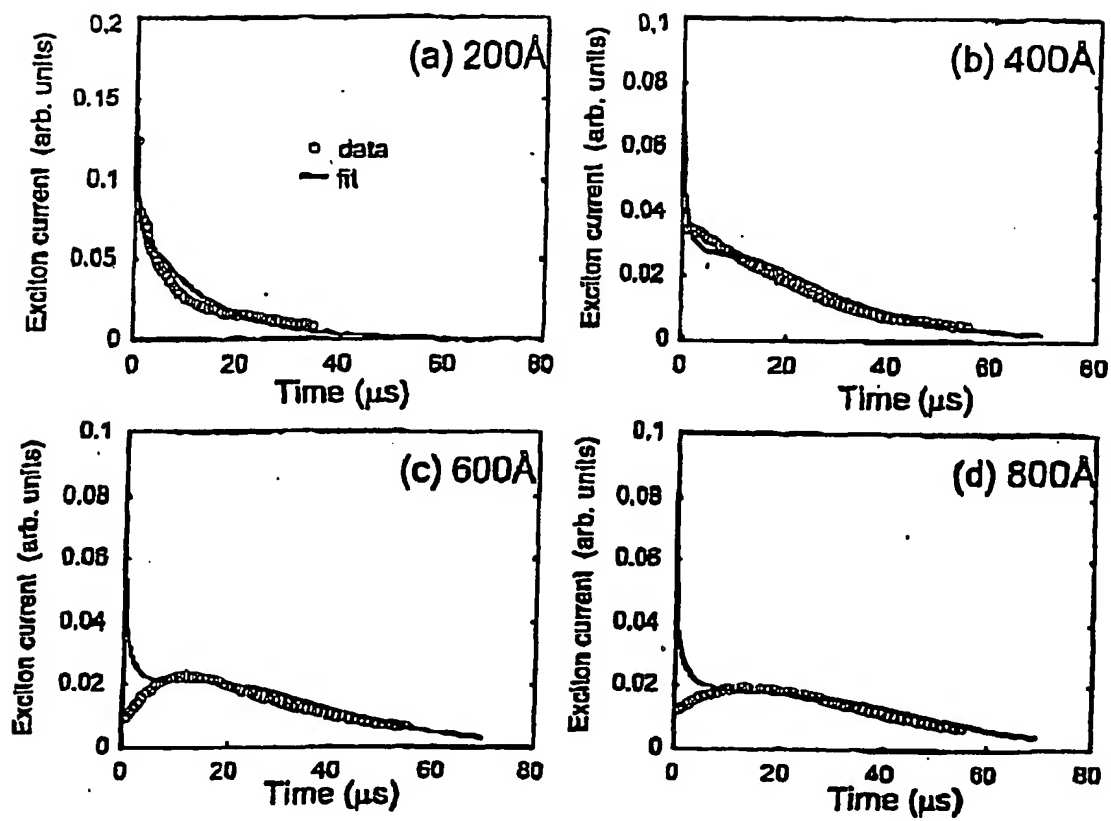 (a) 200Å
Exciton current (arb. units)
0.2
0.15
0.1
0.05
0
data
fit
0 20 40 60 80
Time (µs)
(b) 400Å
Exciton current (arb. units)
0.1
0.08
0.06
0.04
0.02
0
0 20 40 60 80
Time (µs)
(c) 600Å
Exciton current (arb. units)
0.1
0.08
0.06
0.04
0.02
0
0 20 40 60 80
Time (µs)
(d) 800Å
Exciton current (arb. units)
0.1
0.08
0.06
0.04
0.02
0
0 20 40 60 80
Time (µs)